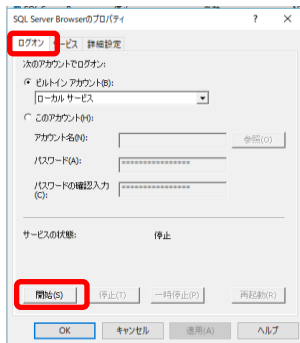 SQL Server Browserのプロパティ ? ×
ログオン サービス 詳細設定
次のアカウントでログオン:
ビルトイン アカウント(B):
ローカル サービス
このアカウント(H):
アカウント名(N): 参照(O)
パスワード(A): ****************
パスワードの確認入力
(C): ****************
サービスの状態: 停止
開始(S) 停止(T) 一時停止(P) 再起動(R)
OK キャンセル 適用(A) ヘルプ